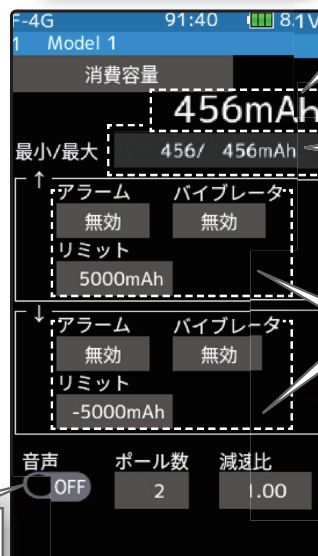 F-4G 91:40 8.1V
1 Model 1
消費容量
456mAh
最小/最大 456/ 456mAh
↑
アラーム バイブレータ
無効 無効
リミット
5000mAh
↓
アラーム バイブレータ
無効 無効
リミット
-5000mAh
音声 ポール数 減速比
OFF 2 1.00